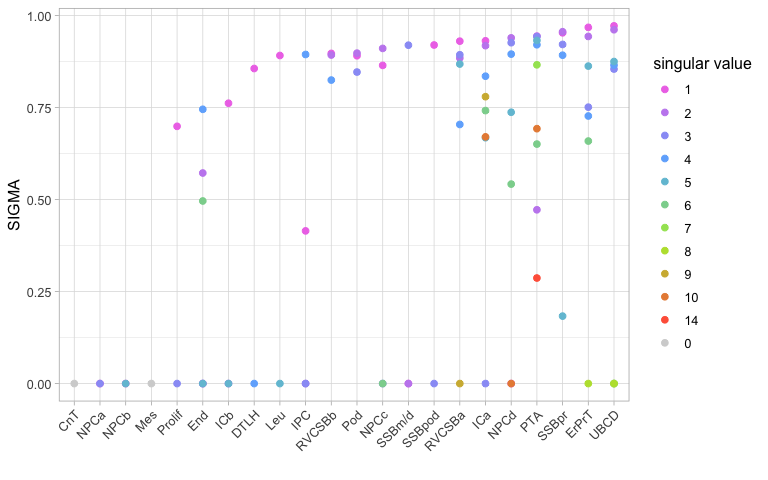 1.00
0.75
0.50
0.25
0.00
SIGMA
CnT
NPCa
NPCb
Mes
Prolif
End
ICb
DTLH
Leu
IPC
RVCSBb
Pod
NPCc
SSBm/d
SSBpod
RVCSBa
ICa
NPCd
PTA
SSBpr
ErPrT
UBCD
singular value
1
2
3
4
5
6
7
8
9
10
14
0